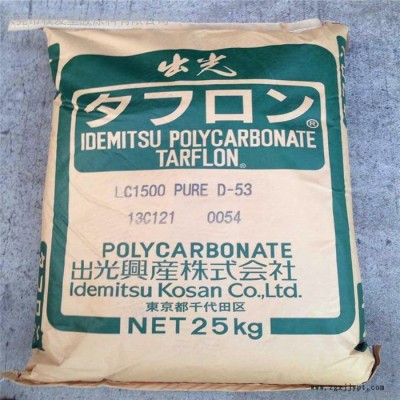 出光
タフロン®
IDEMITSU POLYCARBONATE
TARFLON®
LC1500 PURE D-53
13C121 0054
POLYCARBONATE
出光興産株式会社
Idemitsu Kosan Co.,Ltd.
東京都千代田区
NET 25kg